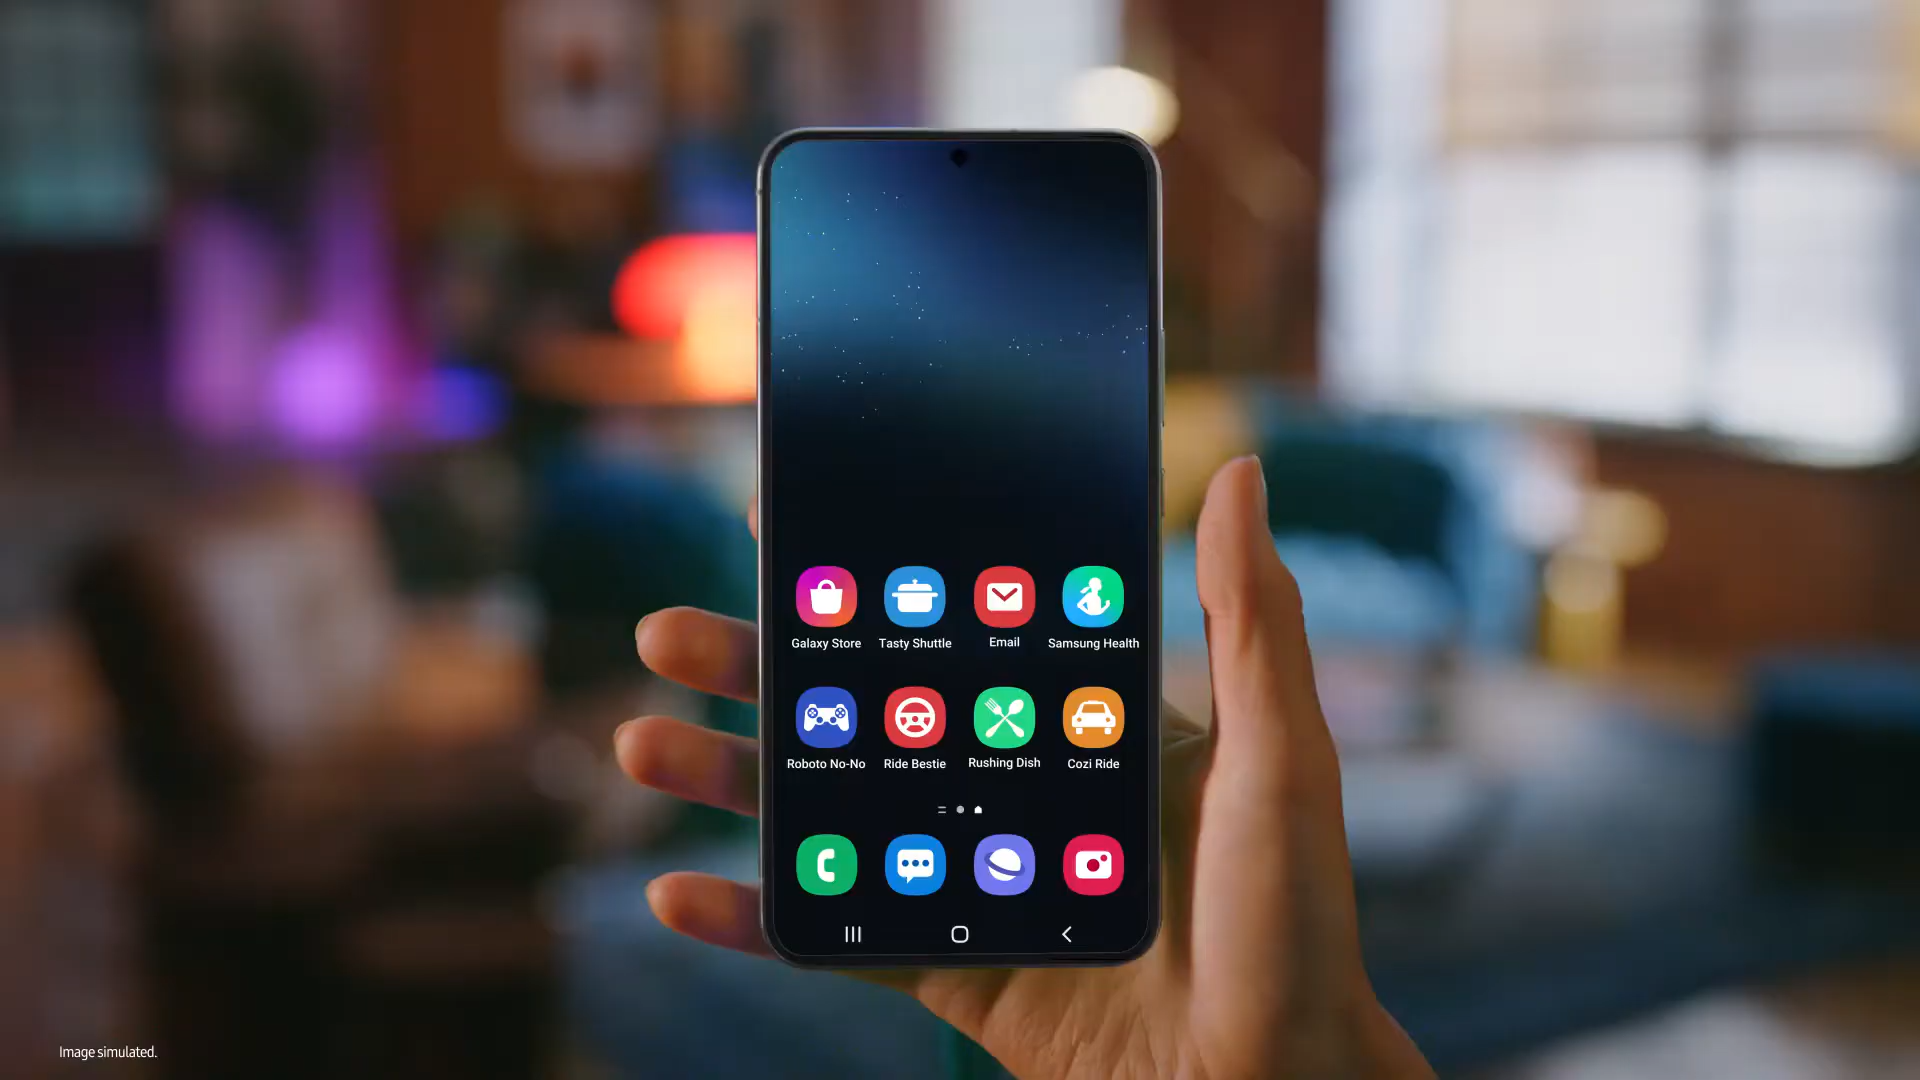 Galaxy Store
Tasty Shuttle
Email
Samsung Health
Roboto No-No
Ride Bestie
Rushing Dish
Cozi Ride
Image simulated.